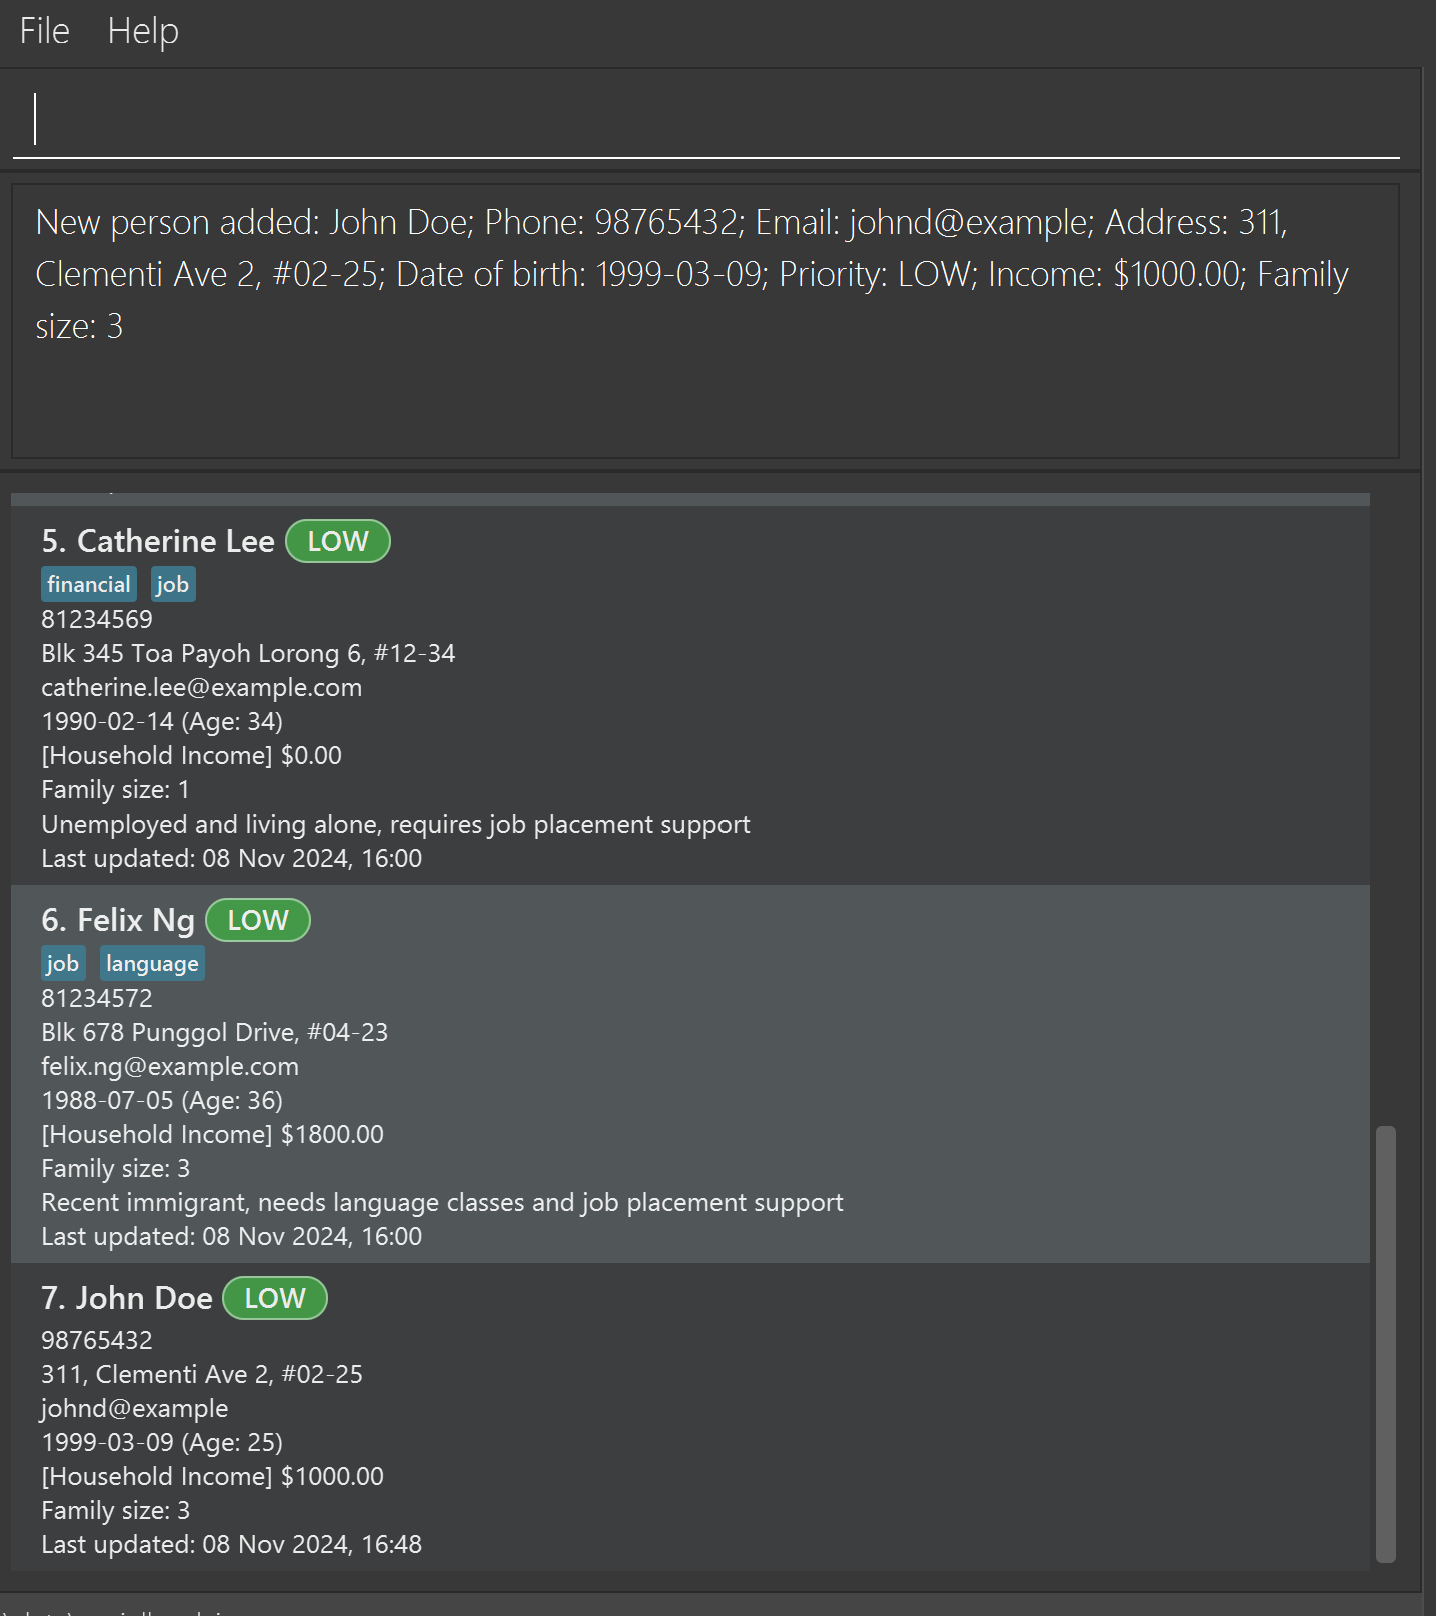 File Help
New person added: John Doe; Phone: 98765432; Email: johnd@example; Address: 311,
Clementi Ave 2, #02-25; Date of birth: 1999-03-09; Priority: LOW; Income: $1000.00; Family
size: 3
5. Catherine Lee LOW
financial job
81234569
Blk 345 Toa Payoh Lorong 6, #12-34
catherine.lee@example.com
1990-02-14 (Age: 34)
[Household Income] $0.00
Family size: 1
Unemployed and living alone, requires job placement support
Last updated: 08 Nov 2024, 16:00
6. Felix Ng LOW
job language
81234572
Blk 678 Punggol Drive, #04-23
felix.ng@example.com
1988-07-05 (Age: 36)
[Household Income] $1800.00
Family size: 3
Recent immigrant, needs language classes and job placement support
Last updated: 08 Nov 2024, 16:00
7. John Doe LOW
98765432
311, Clementi Ave 2, #02-25
johnd@example
1999-03-09 (Age: 25)
[Household Income] $1000.00
Family size: 3
Last updated: 08 Nov 2024, 16:48